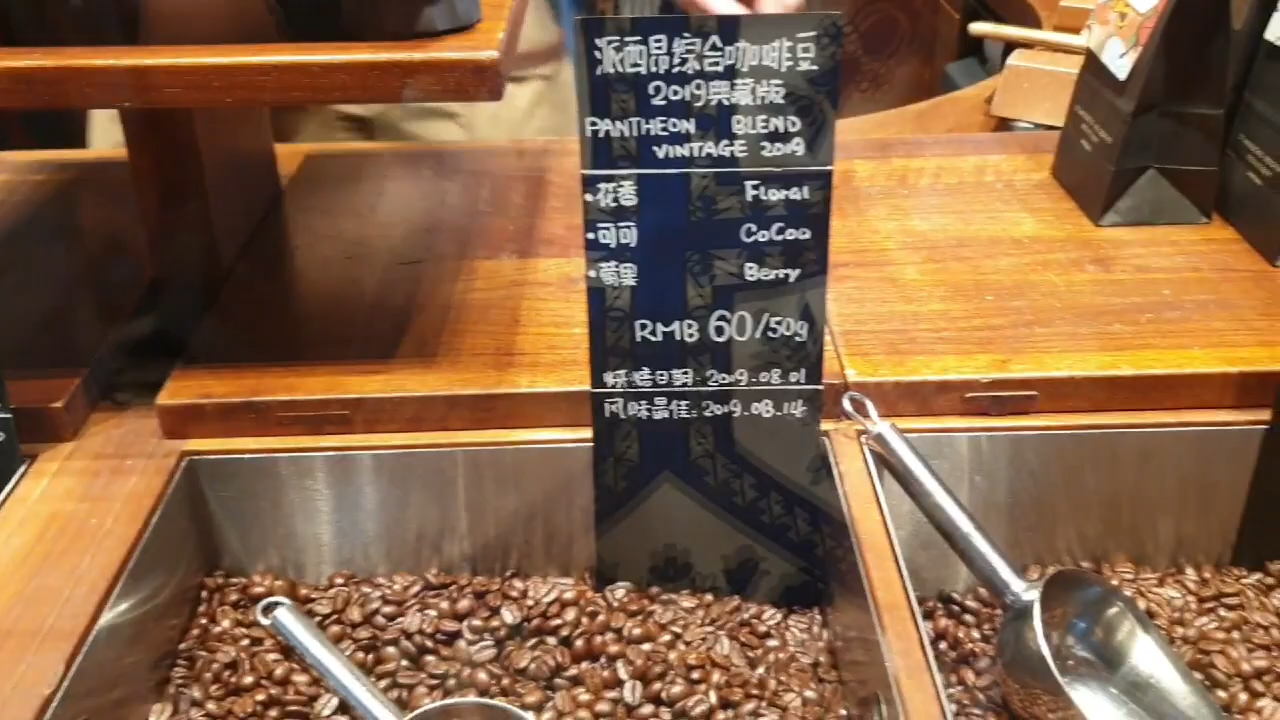 派西昂综合咖啡豆
2019典藏版
PANTHEON BLEND
VINTAGE 2019
•花香 Floral
•可可 CoCoa
•莓果 Berry
RMB 60/50g
烘焙日期: 2019.08.01
风味最佳: 2019.08.14